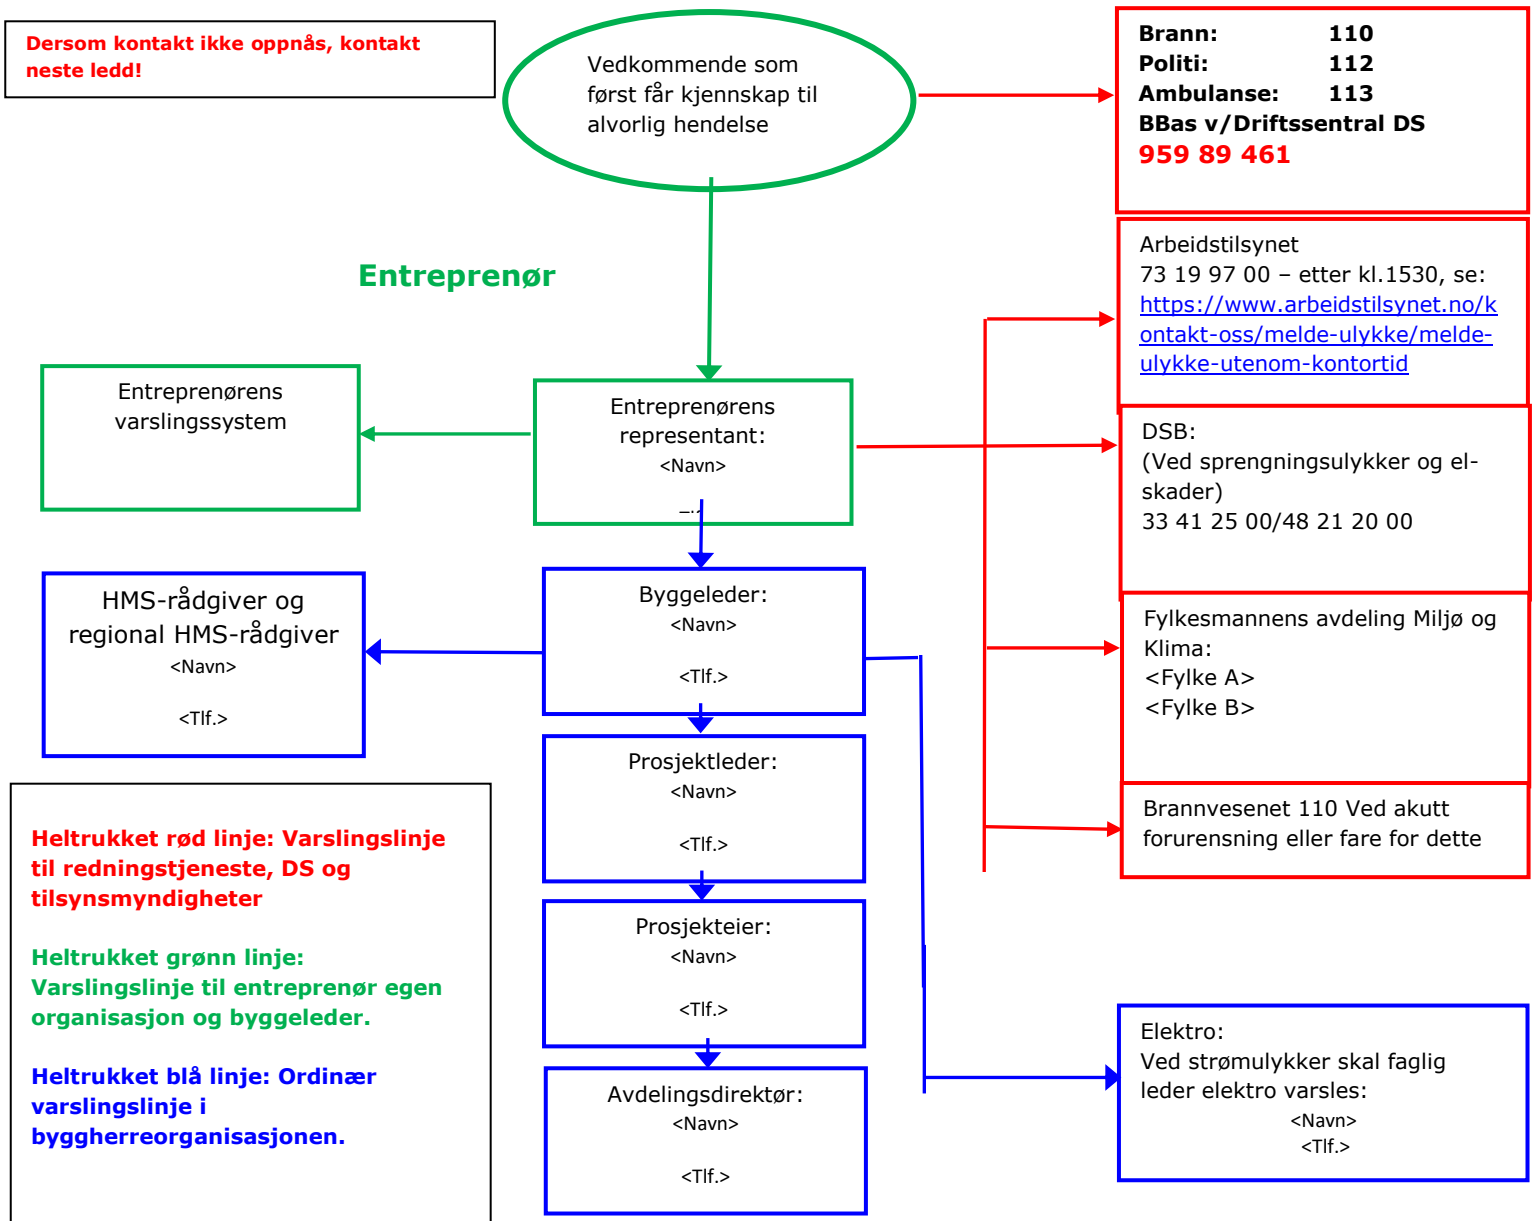 Dersom kontakt ikke oppnås, kontakt
neste ledd!
Vedkommende som
først får kjennskap til
alvorlig hendelse
Brann: 110
Politi: 112
Ambulanse: 113
BBas v/Driftssentral DS
959 89 461
Entreprenør
Arbeidstilsynet
73 19 97 00 – etter kl.1530, se:
https://www.arbeidstilsynet.no/k
ontakt-oss/melde-ulykke/melde-
ulykke-utenom-kontortid
Entreprenørens
varslingssystem
Entreprenørens
representant:
<Navn>
DSB:
(Ved sprengningsulykker og el-
skader)
33 41 25 00/48 21 20 00
HMS-rådgiver og
regional HMS-rådgiver
<Navn>
<Tlf.>
Byggeleder:
<Navn>
<Tlf.>
Fylkesmannens avdeling Miljø og
Klima:
<Fylke A>
<Fylke B>
Prosjektleder:
<Navn>
<Tlf.>
Brannvesenet 110 Ved akutt
forurensning eller fare for dette
Heltrukket rød linje: Varslingslinje
til redningstjeneste, DS og
tilsynsmyndigheter
Heltrukket grønn linje:
Varslingslinje til entreprenør egen
organisasjon og byggeleder.
Heltrukket blå linje: Ordinær
varslingslinje i
byggherreorganisasjonen.
Prosjekteier:
<Navn>
<Tlf.>
Avdelingsdirektør:
<Navn>
<Tlf.>
Elektro:
Ved strømulykker skal faglig
leder elektro varsles:
<Navn>
<Tlf.>